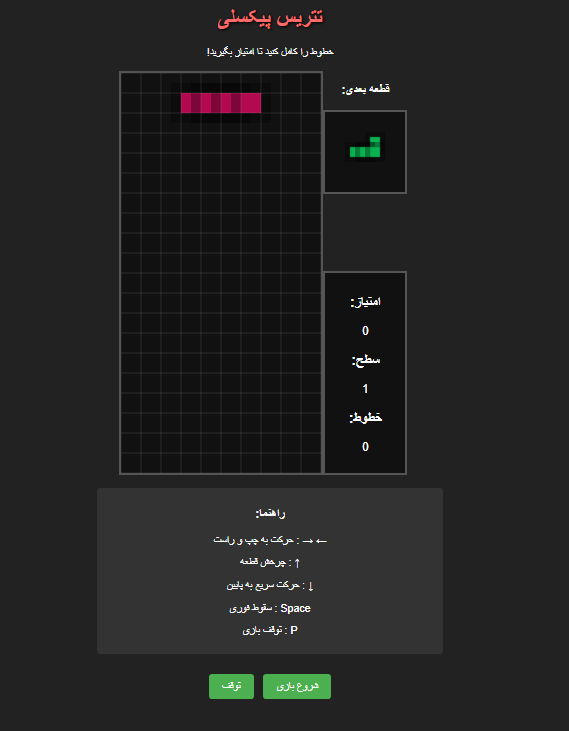 تتریس پیکسلی
خطوط را کامل کنید تا امتیاز بگیرید!
قطعه بعدی:
امتیاز:
0
سطح:
1
خطوط:
0
راهنما:
← → : حرکت به چپ و راست
↑ : چرخش قطعه
↓ : حرکت سریع به پایین
Space : سقوط فوری
P : توقف بازی
شروع بازی
توقف